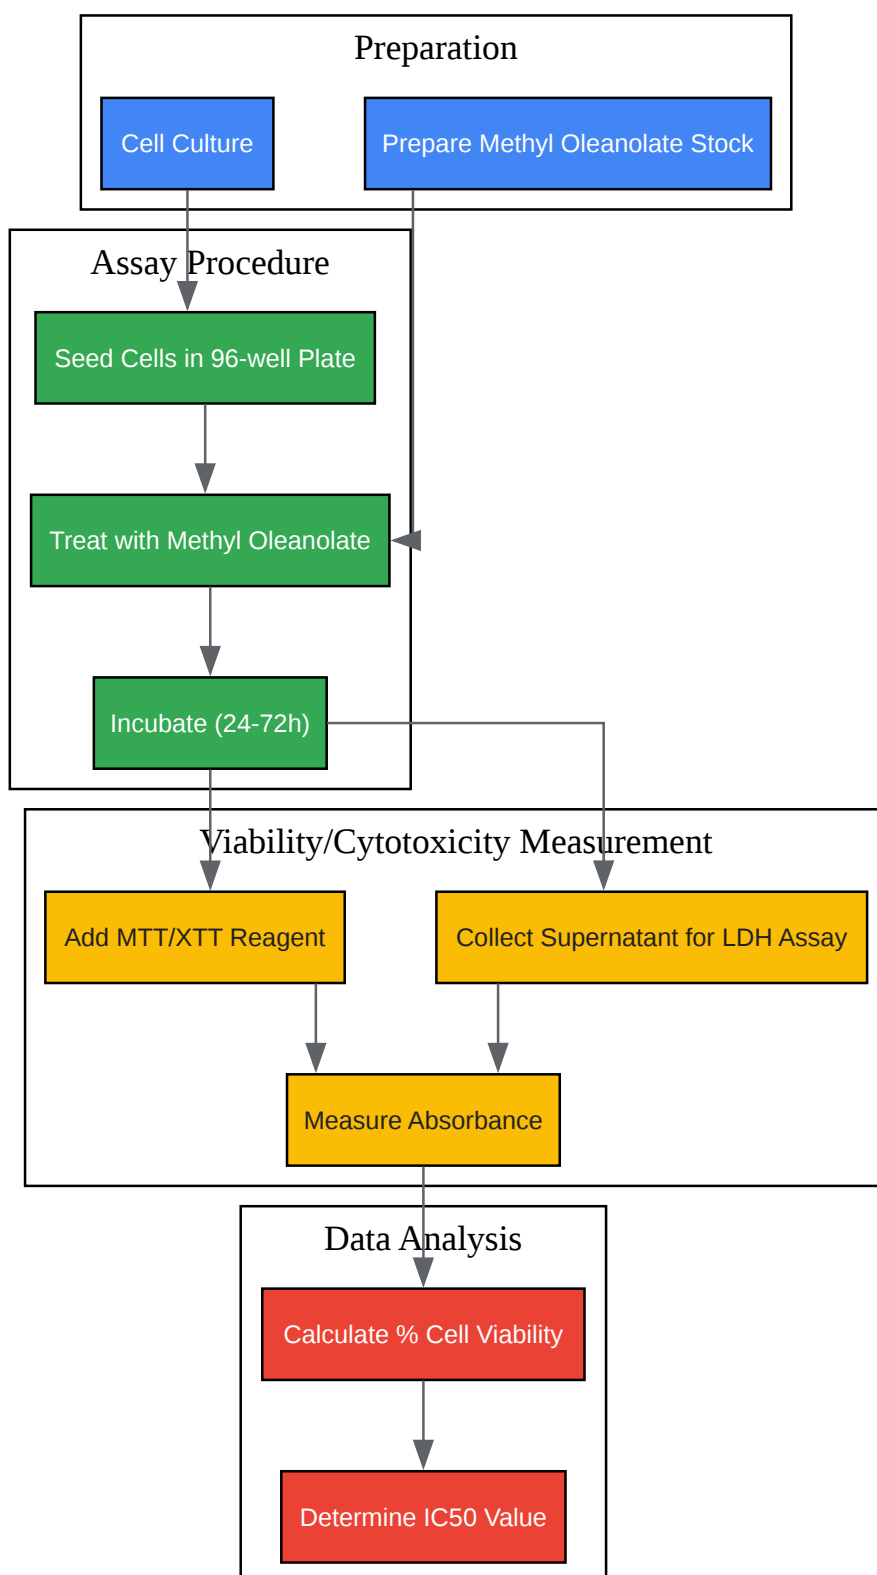 Preparation
Cell Culture
Prepare Methyl Oleanolate Stock
Assay Procedure
Seed Cells in 96-well Plate
Treat with Methyl Oleanolate
Incubate (24-72h)
Viability/Cytotoxicity Measurement
Add MTT/XTT Reagent
Collect Supernatant for LDH Assay
Measure Absorbance
Data Analysis
Calculate % Cell Viability
Determine IC50 Value